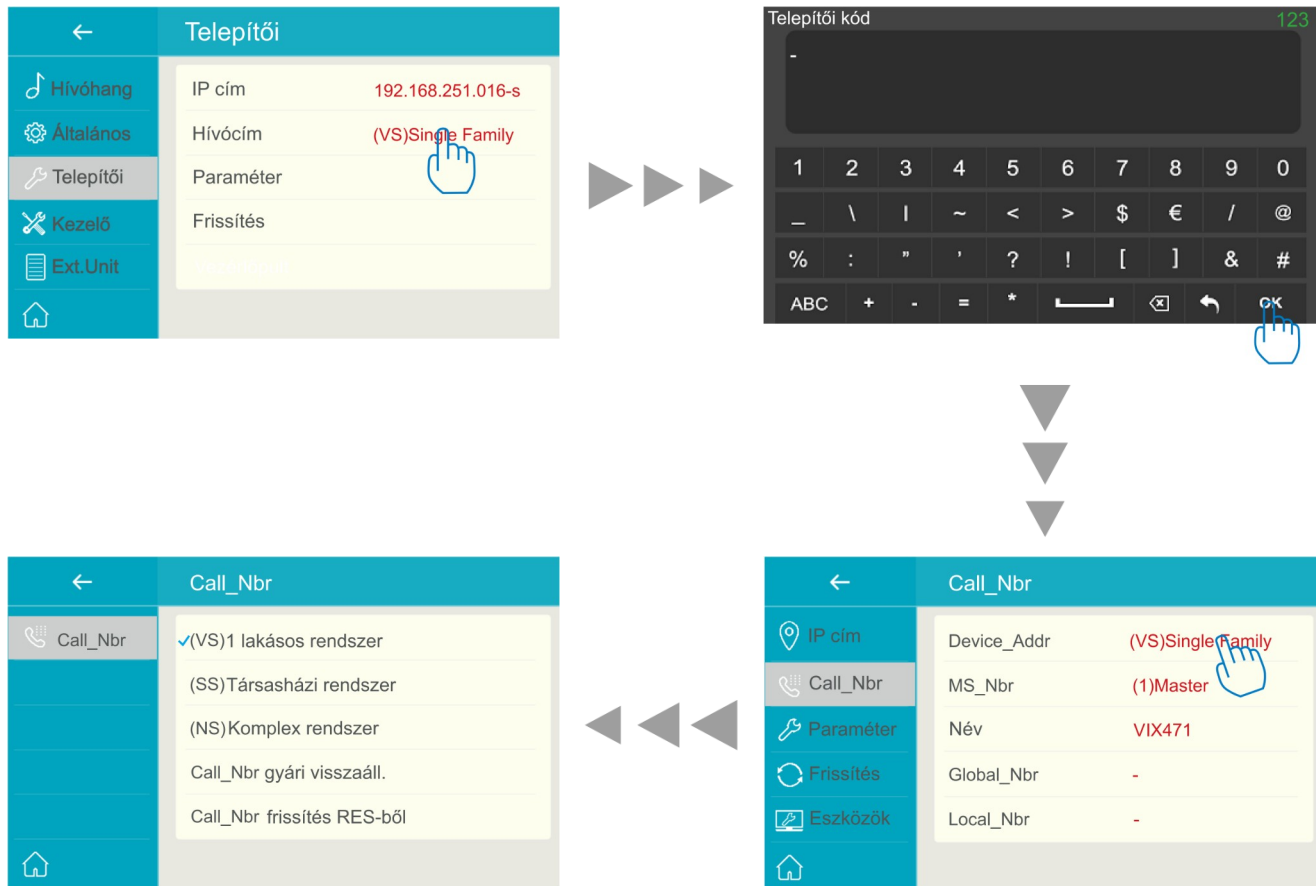 Telepítői
Hívóhang
Általános
Telepítői
Kezelő
Ext.Unit
IP cím 192.168.251.016-s
Hívócím (VS)Single Family
Paraméter
Frissítés
Telepítői kód 123
-
1 2 3 4 5 6 7 8 9 0
_ \ | ~ < > $ € / @
% : " ' ? ! [ ] & #
ABC + - = * OK
Call_Nbr
Call_Nbr
✓(VS)1 lakásos rendszer
(SS)Társasházi rendszer
(NS)Komplex rendszer
Call_Nbr gyári visszaáll.
Call_Nbr frissítés RES-ből
Call_Nbr
IP cím
Call_Nbr
Paraméter
Frissítés
Eszközök
Device_Addr (VS)Single Family
MS_Nbr (1)Master
Név VIX471
Global_Nbr -
Local_Nbr -